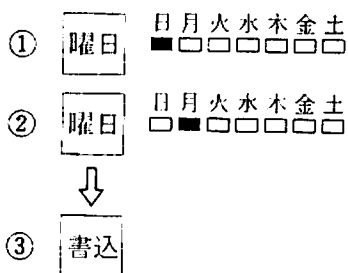 日 月 火 水 木 金 土
① 曜日
日 月 火 水 木 金 土
② 曜日
③ 書込